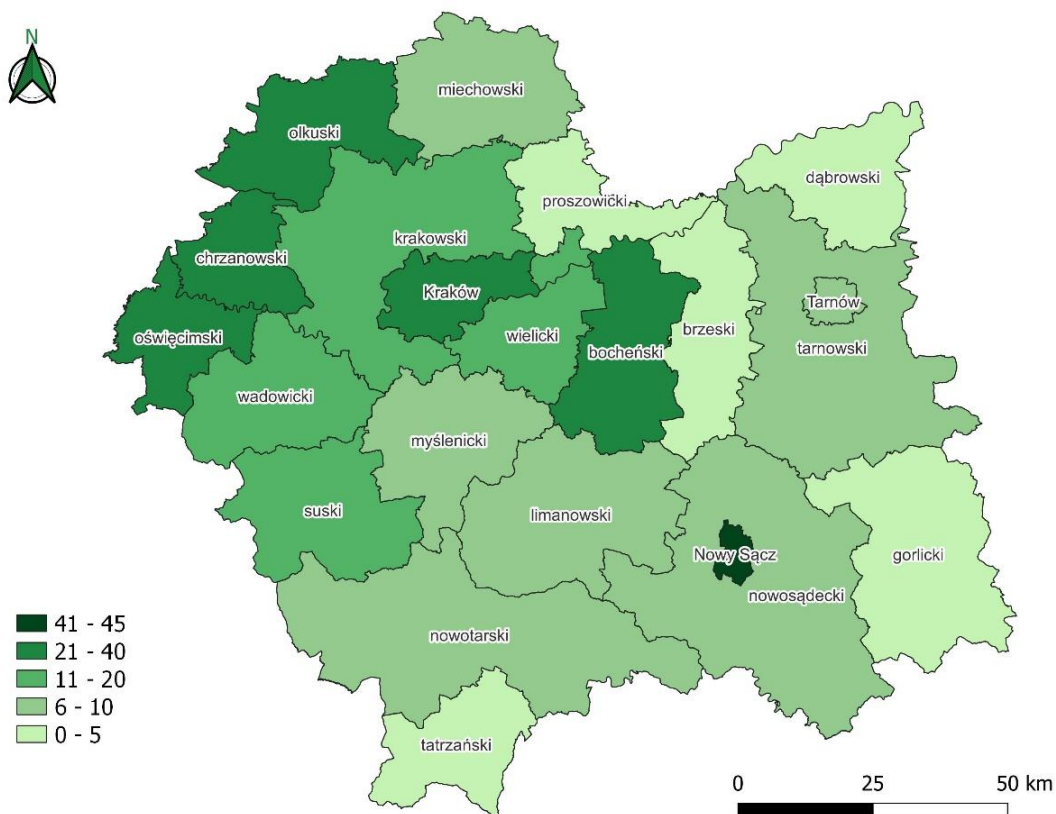 N
miechowski
olkuski
dąbrowski
proszowicki
krakowski
chrzanowski
Kraków
Tarnów
oświęcimski
wielicki
brzeski
bocheński
tarnowski
wadowicki
myślenicki
suski
limanowski
Nowy Sącz
gorlicki
nowosądecki
nowotarski
tatrzański
41 - 45
21 - 40
11 - 20
6 - 10
0 - 5
0 25 50 km